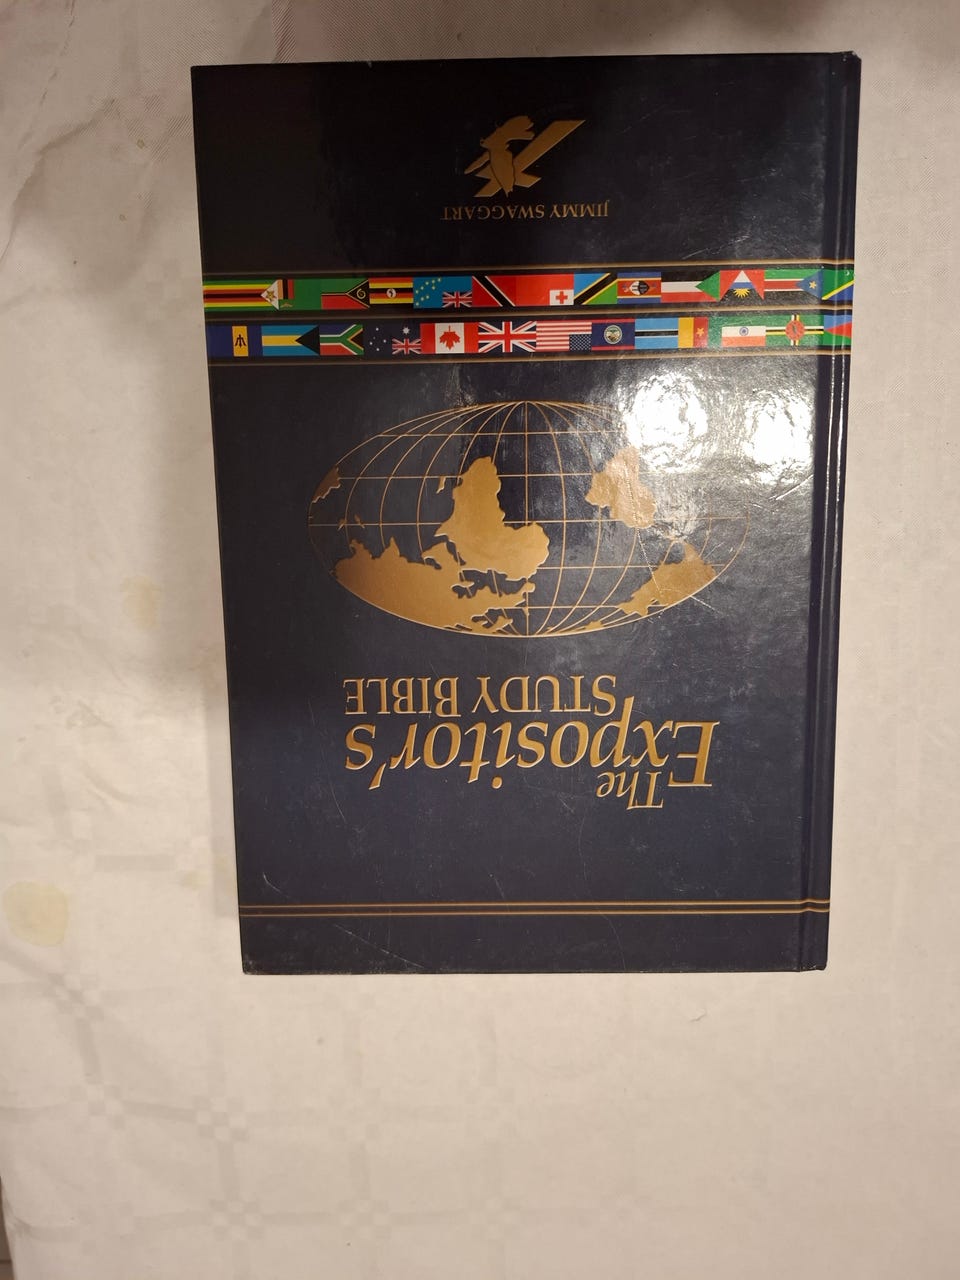 The
Expositor's
STUDY BIBLE
JIMMY SWAGGART